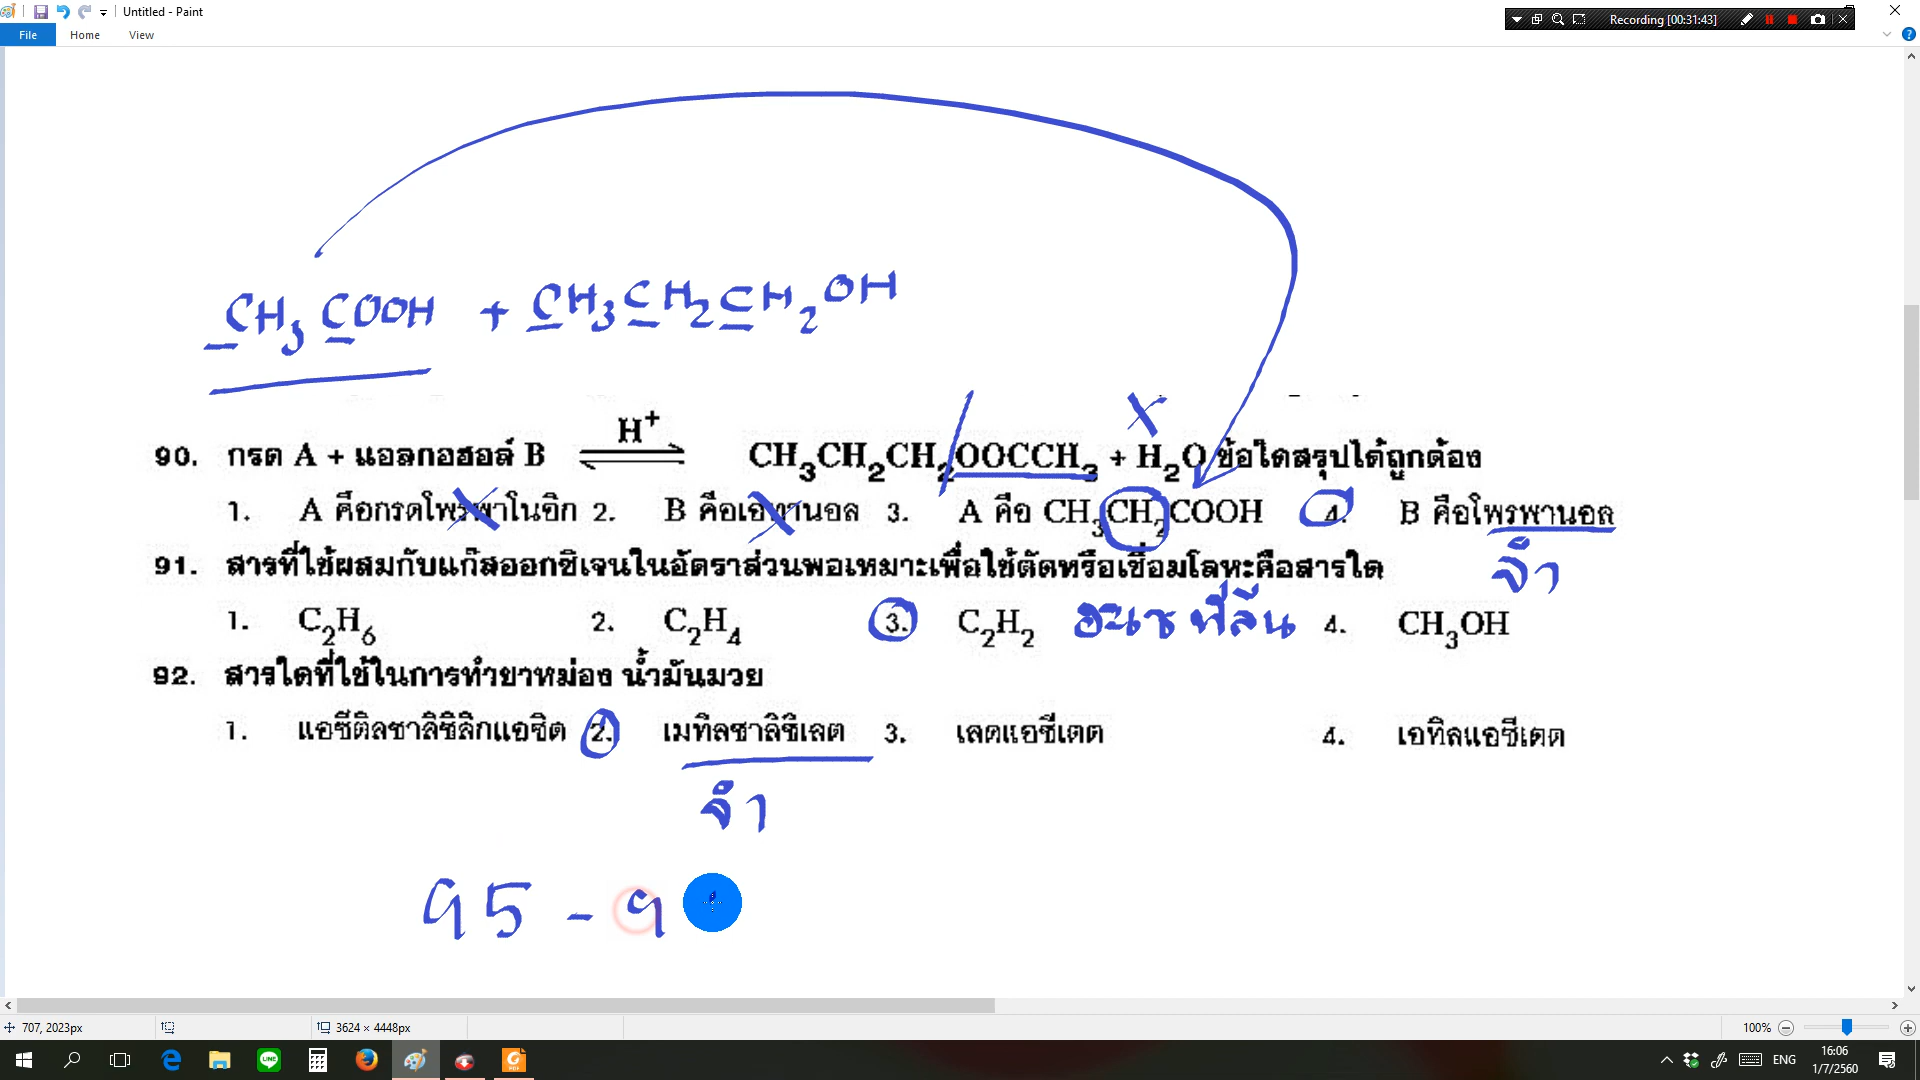 Untitled - Paint
Recording [00:31:43]
File Home View
CH3COOH + CH3CH2CH2OH
90. กรด A + แอลกอฮอล์ B H+ CH3CH2CH2OOCCH3 + H2O ข้อใดสรุปได้ถูกต้อง
X
1. A คือกรดโพรพาโนอิก 2. B คือเอทานอล 3. A คือ CH3CH2COOH 4. B คือโพรพานอล
จำ
91. สารที่ใช้ผสมกับแก๊สออกซิเจนในอัตราส่วนพอเหมาะเพื่อใช้ตัดหรือเชื่อมโลหะคือสารใด
1. C2H6 2. C2H4 3. C2H2 อะเซทีลีน 4. CH3OH
92. สารใดที่ใช้ในการทำยาหม่อง น้ำมันมวย
1. แอซีติลซาลิซิลิกแอซิด 2. เมทิลซาลิซิเลต 3. เลดแอซีเตต 4. เอทิลแอซีเตต
จำ
95 - 9
707, 2023px 3624 × 4448px 100%
LINE PDF ENG 16:06
1/7/2560